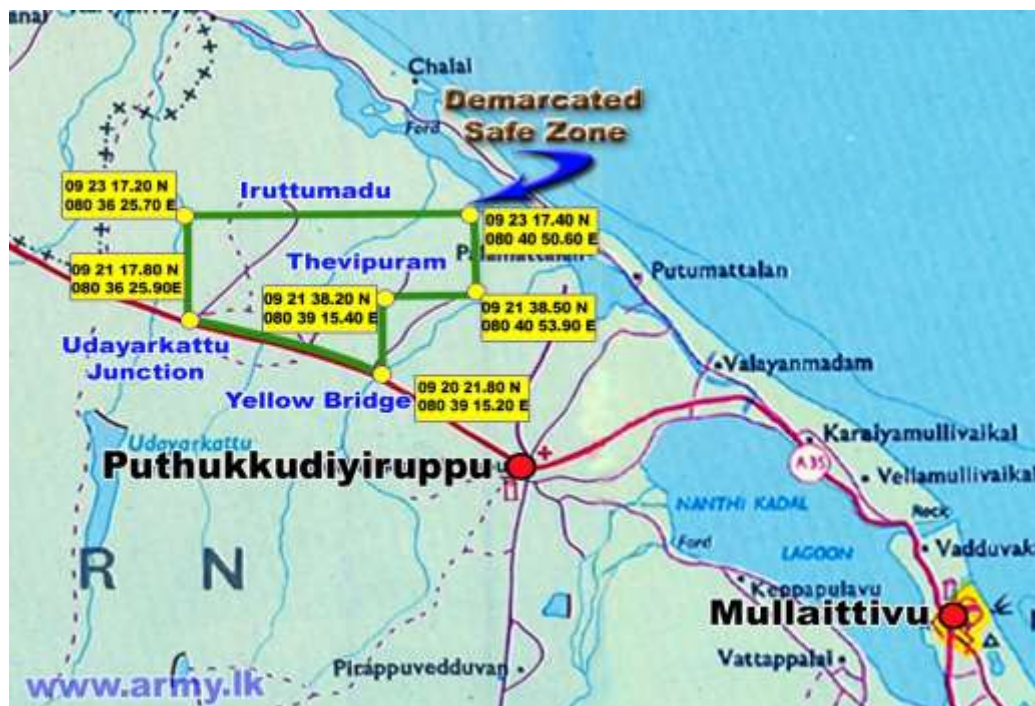 Chalai
Demarcated
Safe Zone
Ford
09 23 17.20 N
080 36 25.70 E
Iruttumadu
09 23 17.40 N
080 40 50.60 E
Thevipuram
Putumattalan
09 21 17.80 N
080 36 25.90E
09 21 38.20 N
080 39 15.40 E
09 21 38.50 N
080 40 53.90 E
Udayarkattu
Junction
Valayanmadam
Yellow Bridge
09 20 21.80 N
080 39 15.20 E
Udayarkattu
Karaiyamullivaikal
Puthukkudiyiruppu
A35
Vellamullivaikal
NANTHI KADAL
Rock
LAGOON
Ford
R N
Keppapulavu
Mullaittivu
Piráppuvedduvan
Vattappalai
www.army.lk